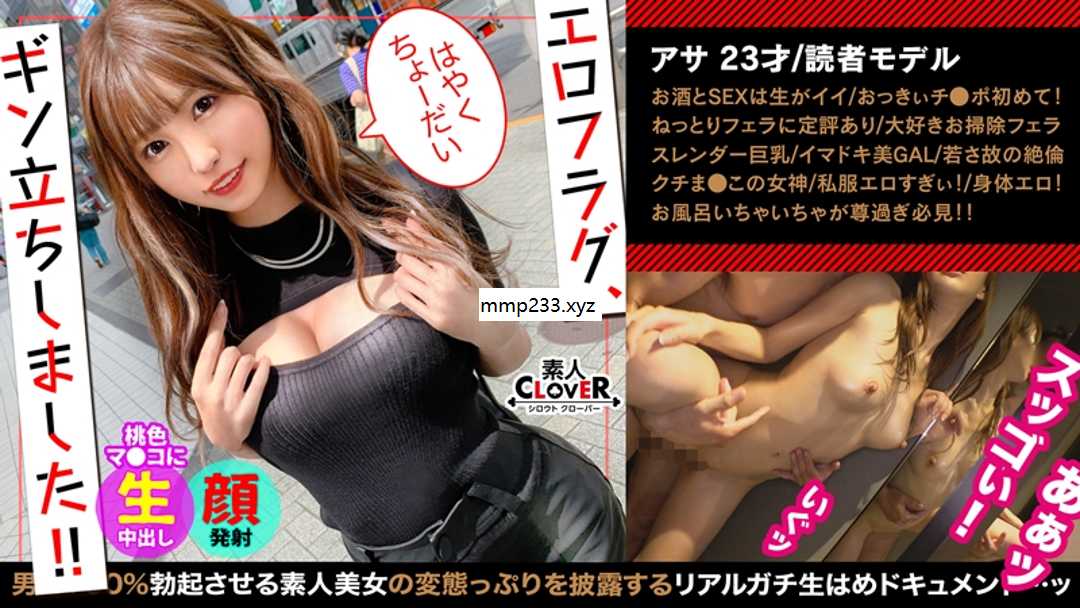 エロフラグ、
ギン立ちしました!!
はやく
ちょーだい
mmp233.xyz
素人
CLOVER
シロウト クローバー
桃色
マ●コに
生
中出し
顔
発射
アサ 23才/読者モデル
お酒とSEXは生がイイ/おっきぃチ●ポ初めて!
ねっとりフェラに定評あり/大好きお掃除フェラ
スレンダー巨乳/イマドキ美GAL/若さ故の絶倫
クチま●この女神/私服エロすぎぃ!/身体エロ!
お風呂いちゃいちゃが尊過ぎ必見!!
スッゴい!
あぁッ
いぐッ
0%勃起させる素人美女の変態っぷりを披露するリアルガチ生はめドキュメント…ッ